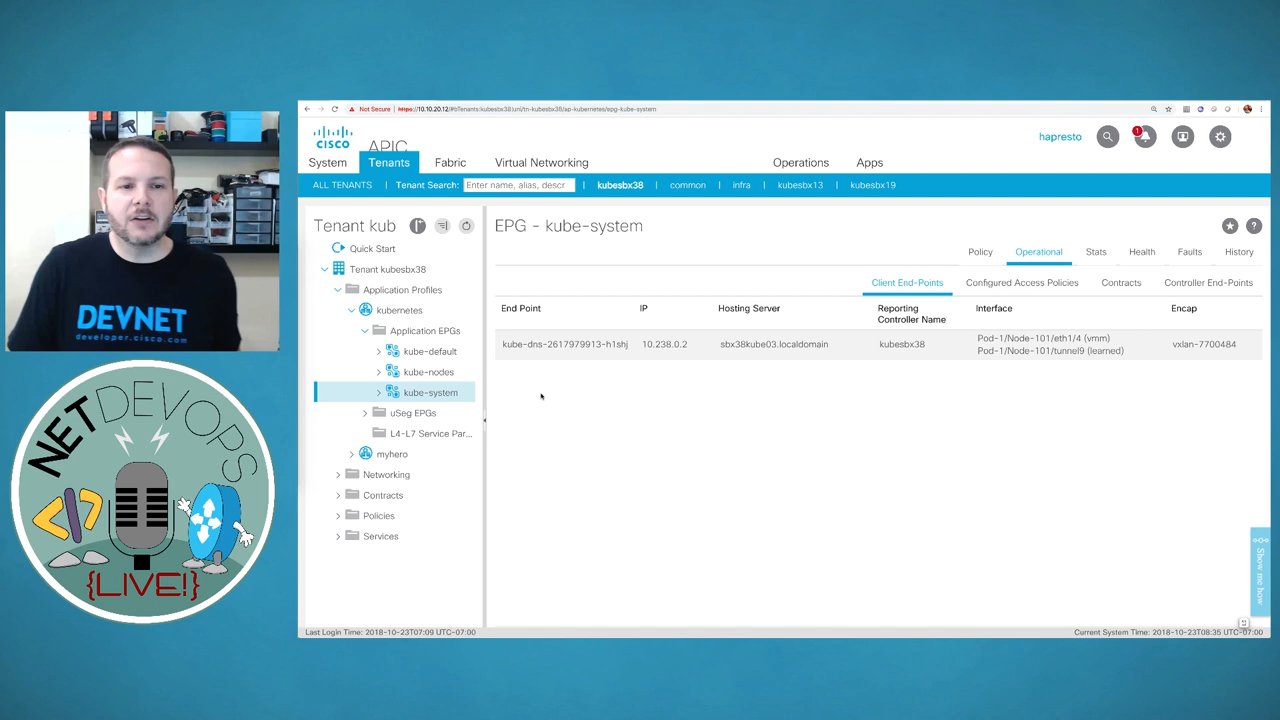 Not Secure | https://10.10.20.12/#bTenants:kubesbx38|uni/tn-kubesbx38/ap-kubernetes/epg-kube-system
CISCO APIC
hapresto
1
System Tenants Fabric Virtual Networking Operations Apps
ALL TENANTS | Tenant Search: Enter name, alias, descr | kubesbx38 | common | infra | kubesbx13 | kubesbx19
Tenant kub
Quick Start
Tenant kubesbx38
Application Profiles
kubernetes
Application EPGs
kube-default
kube-nodes
kube-system
uSeg EPGs
L4-L7 Service Par...
myhero
Networking
Contracts
Policies
Services
EPG - kube-system
Policy Operational Stats Health Faults History
Client End-Points Configured Access Policies Contracts Controller End-Points
End Point IP Hosting Server Reporting Controller Name Interface Encap
kube-dns-2617979913-h1shj 10.238.0.2 sbx38kube03.localdomain kubesbx38 Pod-1/Node-101/eth1/4 (vmm) vxlan-7700484
Pod-1/Node-101/tunnel9 (learned)
Show me how
Last Login Time: 2018-10-23T07:09 UTC-07:00
Current System Time: 2018-10-23T08:35 UTC-07:00
DEVNET
developer.cisco.com
NETDEVOPS
</>
{LIVE!}